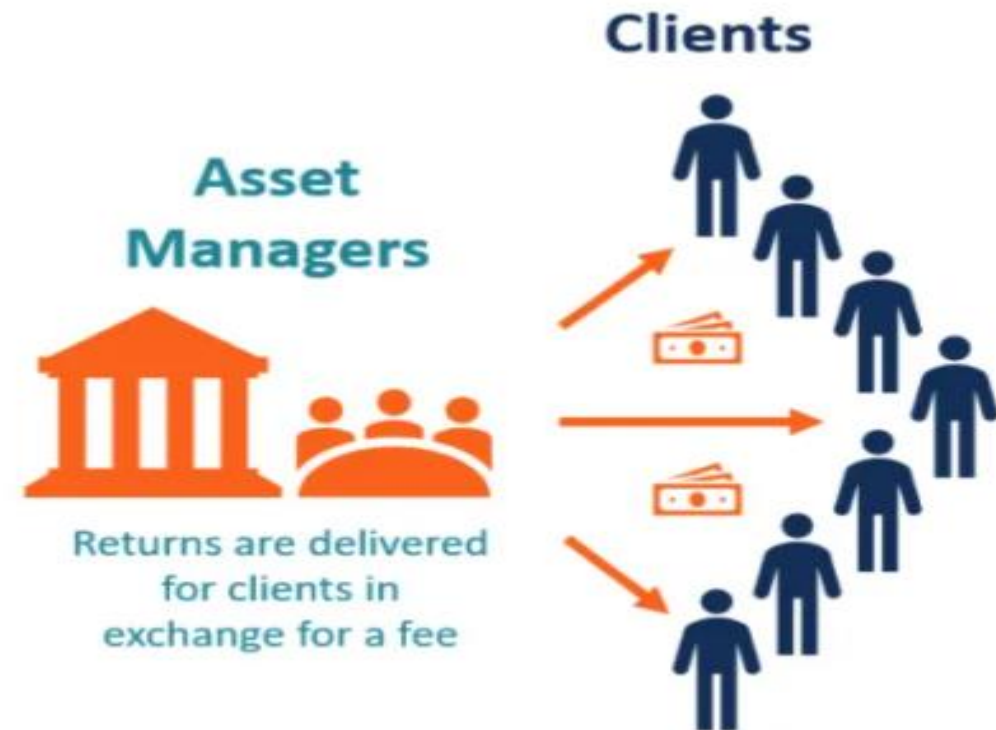 Clients
Asset
Managers
Returns are delivered
for clients in
exchange for a fee